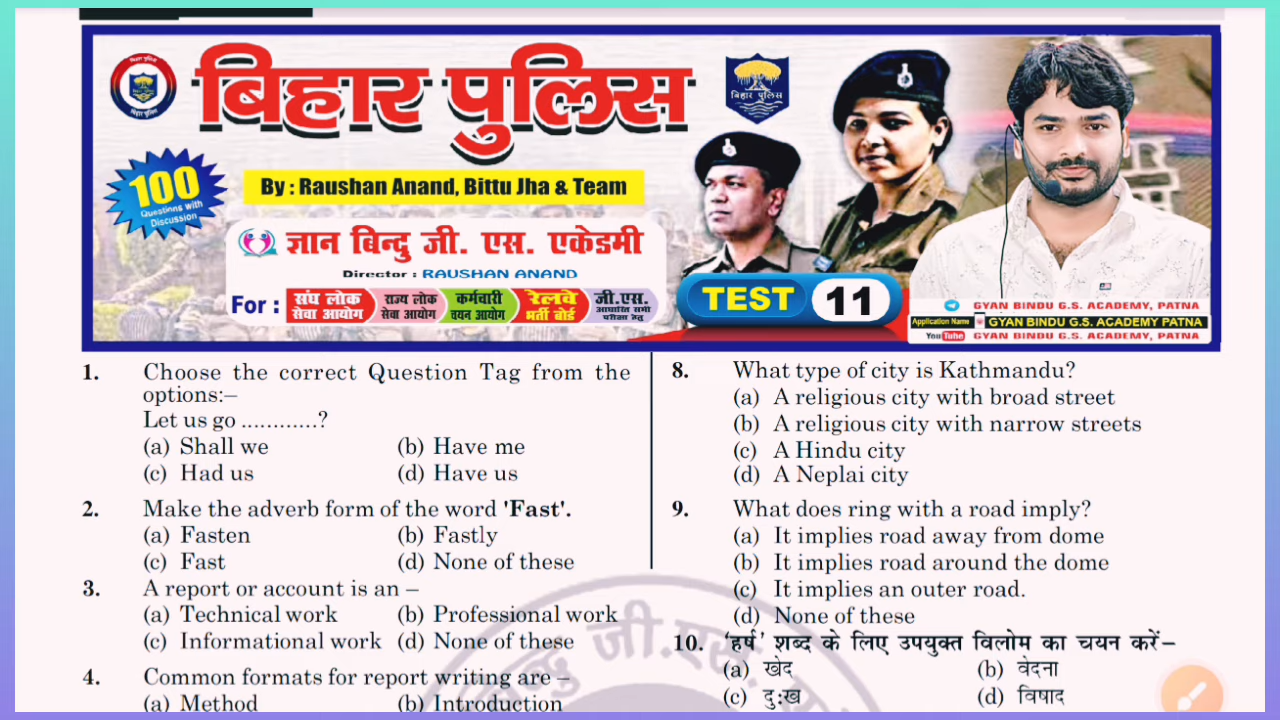 बिहार पुलिस
बिहार पुलिस
100
Questions with
Discussion
By : Raushan Anand, Bittu Jha & Team
ज्ञान बिन्दु जी. एस. एकेडमी
Director : RAUSHAN ANAND
For :
संघ लोक
सेवा आयोग
राज्य लोक
सेवा आयोग
कर्मचारी
चयन आयोग
रेलवे
भर्ती बोर्ड
जी.एस.
आधारित सभी
परीक्षा हेतु
TEST 11
GYAN BINDU G.S. ACADEMY, PATNA
Application Name GYAN BINDU G.S. ACADEMY PATNA
YouTube GYAN BINDU G.S. ACADEMY, PATNA
1. Choose the correct Question Tag from the
options:–
Let us go ............?
(a) Shall we (b) Have me
(c) Had us (d) Have us
2. Make the adverb form of the word 'Fast'.
(a) Fasten (b) Fastly
(c) Fast (d) None of these
3. A report or account is an –
(a) Technical work (b) Professional work
(c) Informational work (d) None of these
4. Common formats for report writing are –
(a) Method (b) Introduction
8. What type of city is Kathmandu?
(a) A religious city with broad street
(b) A religious city with narrow streets
(c) A Hindu city
(d) A Neplai city
9. What does ring with a road imply?
(a) It implies road away from dome
(b) It implies road around the dome
(c) It implies an outer road.
(d) None of these
10. 'हर्ष' शब्द के लिए उपयुक्त विलोम का चयन करें–
(a) खेद (b) वेदना
(c) दु:ख (d) विषाद